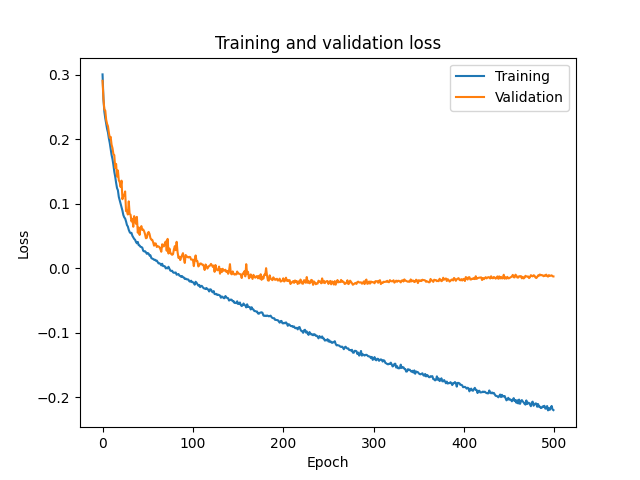 Training and validation loss
Training
Validation
Loss
0.3
0.2
0.1
0.0
−0.1
−0.2
0 100 200 300 400 500
Epoch